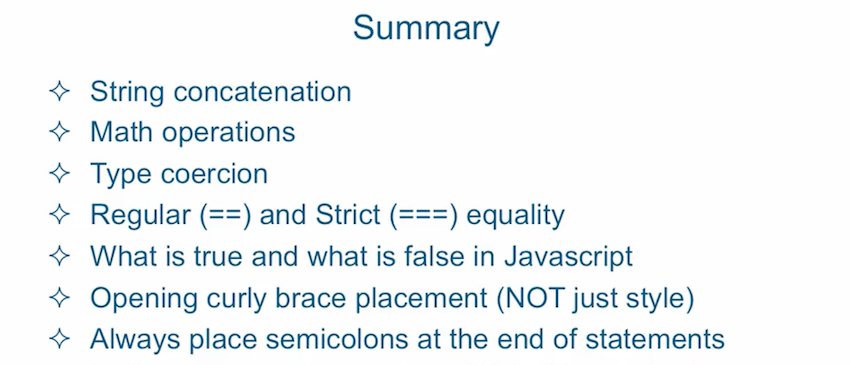 Summary
✧ String concatenation
✧ Math operations
✧ Type coercion
✧ Regular (==) and Strict (===) equality
✧ What is true and what is false in Javascript
✧ Opening curly brace placement (NOT just style)
✧ Always place semicolons at the end of statements